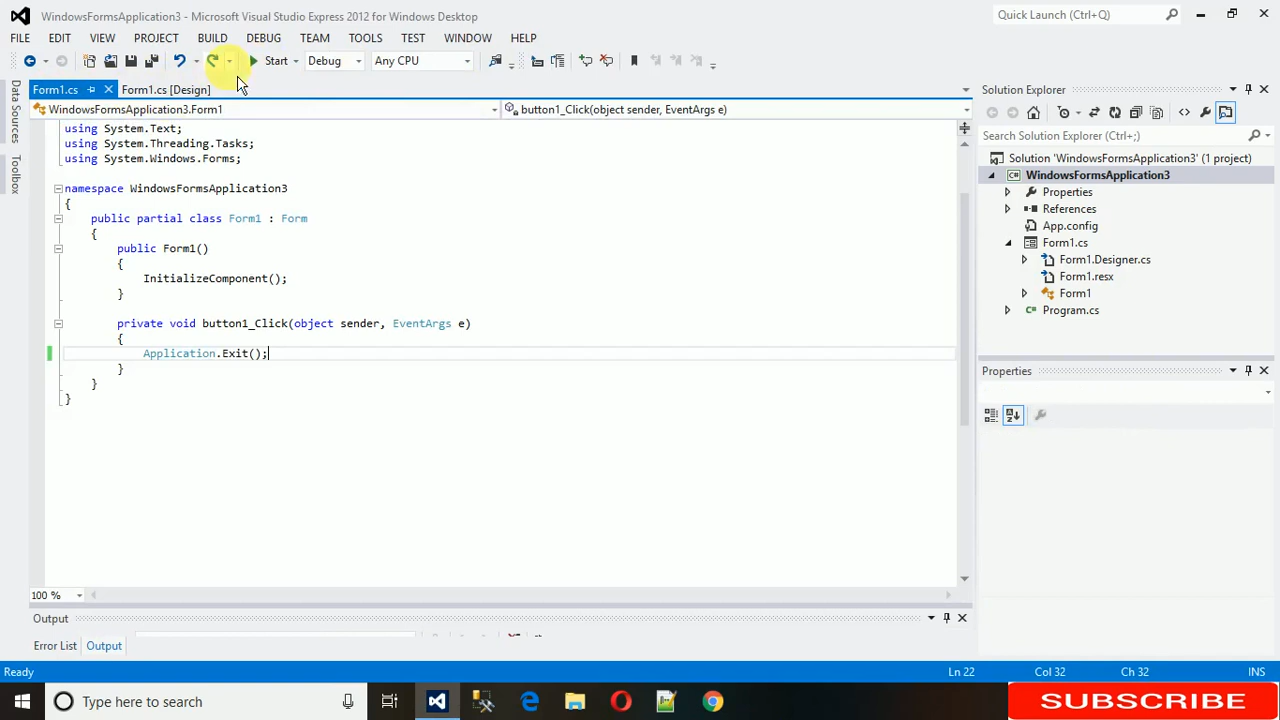 WindowsFormsApplication3 - Microsoft Visual Studio Express 2012 for Windows Desktop
Quick Launch (Ctrl+Q)
FILE EDIT VIEW PROJECT BUILD DEBUG TEAM TOOLS TEST WINDOW HELP
Start Debug Any CPU
Form1.cs Form1.cs [Design]
WindowsFormsApplication3.Form1 button1_Click(object sender, EventArgs e)
Data Sources
Toolbox
using System.Text;
using System.Threading.Tasks;
using System.Windows.Forms;
namespace WindowsFormsApplication3
{
public partial class Form1 : Form
{
public Form1()
{
InitializeComponent();
}
private void button1_Click(object sender, EventArgs e)
{
Application.Exit();
}
}
}
100 %
Output
Error List Output
Solution Explorer
Search Solution Explorer (Ctrl+;)
Solution 'WindowsFormsApplication3' (1 project)
WindowsFormsApplication3
Properties
References
App.config
Form1.cs
Form1.Designer.cs
Form1.resx
Form1
Program.cs
Properties
Ready Ln 22 Col 32 Ch 32 INS
Type here to search
SUBSCRIBE